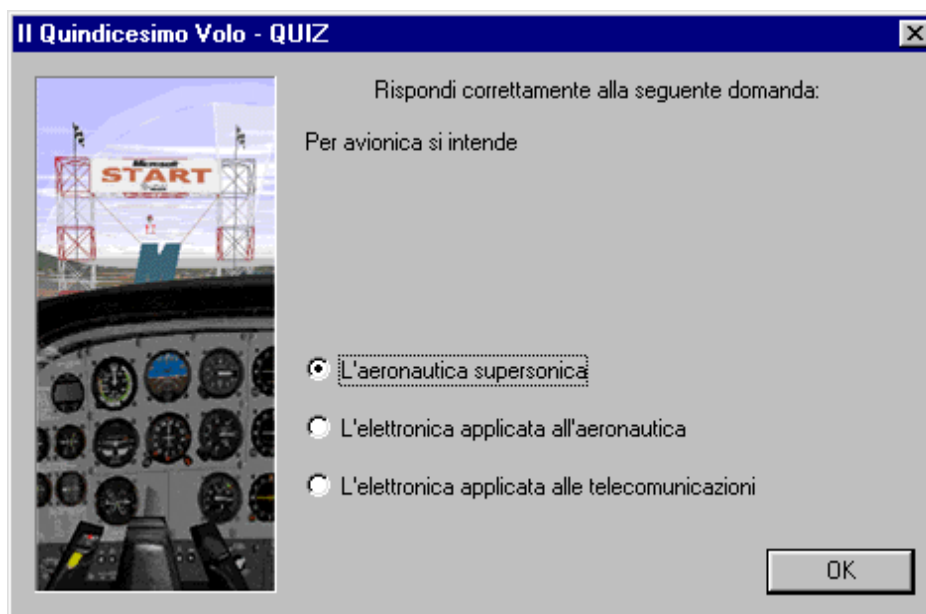 Il Quindicesimo Volo - QUIZ
Rispondi correttamente alla seguente domanda:
Per avionica si intende
Microsoft
START
L'aeronautica supersonica
L'elettronica applicata all'aeronautica
L'elettronica applicata alle telecomunicazioni
OK